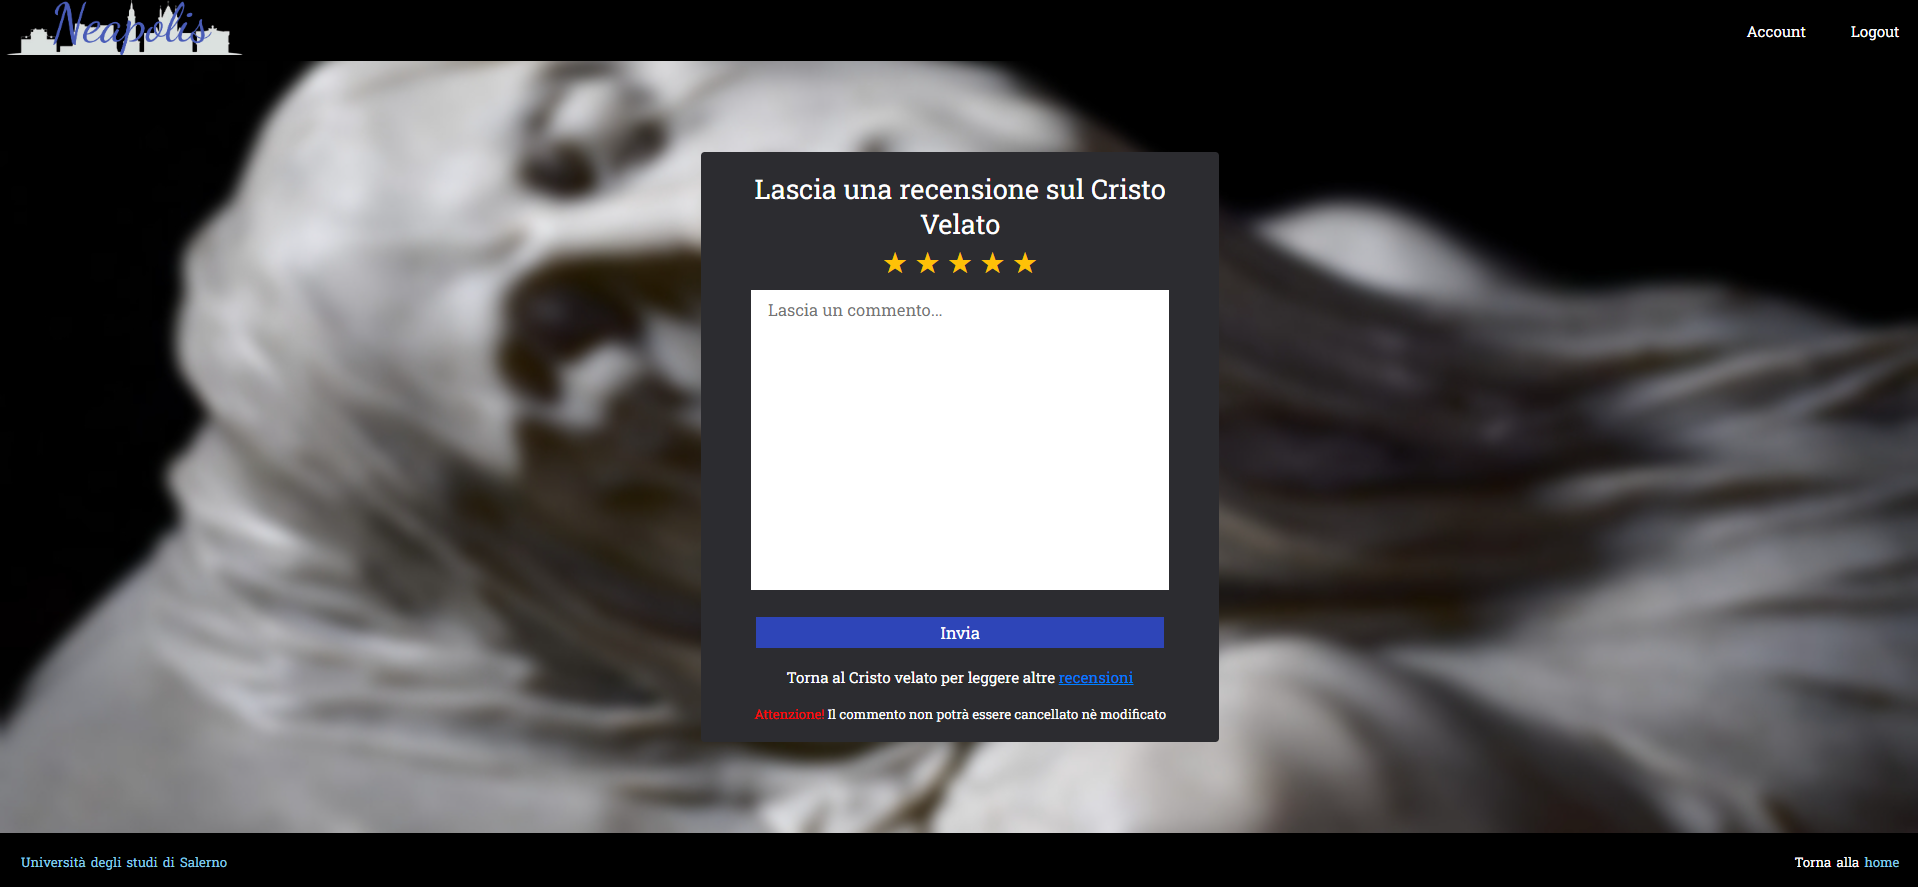 Neapolis
Account
Logout
Lascia una recensione sul Cristo
Velato
Lascia un commento...
Invia
Torna al Cristo velato per leggere altre recensioni
Attenzione! Il commento non potrà essere cancellato nè modificato
Università degli studi di Salerno
Torna alla home